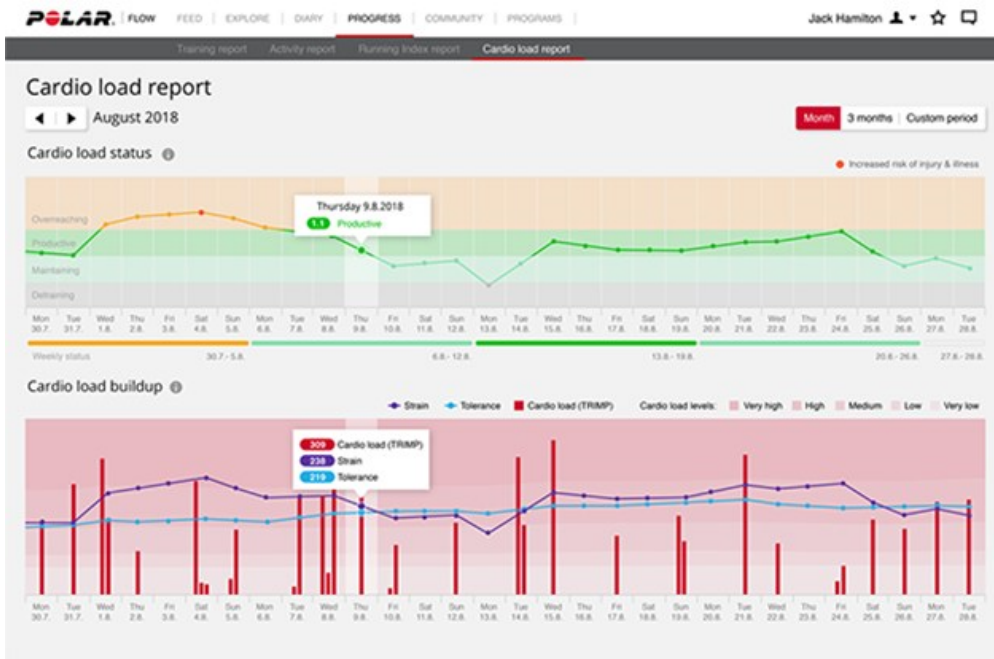 POLAR. FLOW FEED EXPLORE DIARY PROGRESS COMMUNITY PROGRAMS Jack Hamilton
Training report Activity report Running Index report Cardio load report
Cardio load report
August 2018 Month 3 months Custom period
Cardio load status
Increased risk of injury & illness
Thursday 9.8.2018
1.1 Productive
Overreaching
Productive
Maintaining
Detraining
Mon Tue Wed Thu Fri Sat Sun Mon Tue Wed Thu Fri Sat Sun Mon Tue Wed Thu Fri Sat Sun Mon Tue Wed Thu Fri Sat Sun Mon Tue
30.7. 31.7. 1.8. 2.8. 3.8. 4.8. 5.8. 6.8. 7.8. 8.8. 9.8. 10.8. 11.8. 12.8. 13.8. 14.8. 15.8. 16.8. 17.8. 18.8. 19.8. 20.8. 21.8. 22.8. 23.8. 24.8. 25.8. 26.8. 27.8. 28.8.
Weekly status 30.7 - 5.8. 6.8 - 12.8. 13.8 - 19.8. 20.8 - 26.8. 27.8 - 28.8.
Cardio load buildup
Strain Tolerance Cardio load (TRIMP) Cardio load levels: Very high High Medium Low Very low
309 Cardio load (TRIMP)
238 Strain
219 Tolerance
Mon Tue Wed Thu Fri Sat Sun Mon Tue Wed Thu Fri Sat Sun Mon Tue Wed Thu Fri Sat Sun Mon Tue Wed Thu Fri Sat Sun Mon Tue
30.7. 31.7. 1.8. 2.8. 3.8. 4.8. 5.8. 6.8. 7.8. 8.8. 9.8. 10.8. 11.8. 12.8. 13.8. 14.8. 15.8. 16.8. 17.8. 18.8. 19.8. 20.8. 21.8. 22.8. 23.8. 24.8. 25.8. 26.8. 27.8. 28.8.